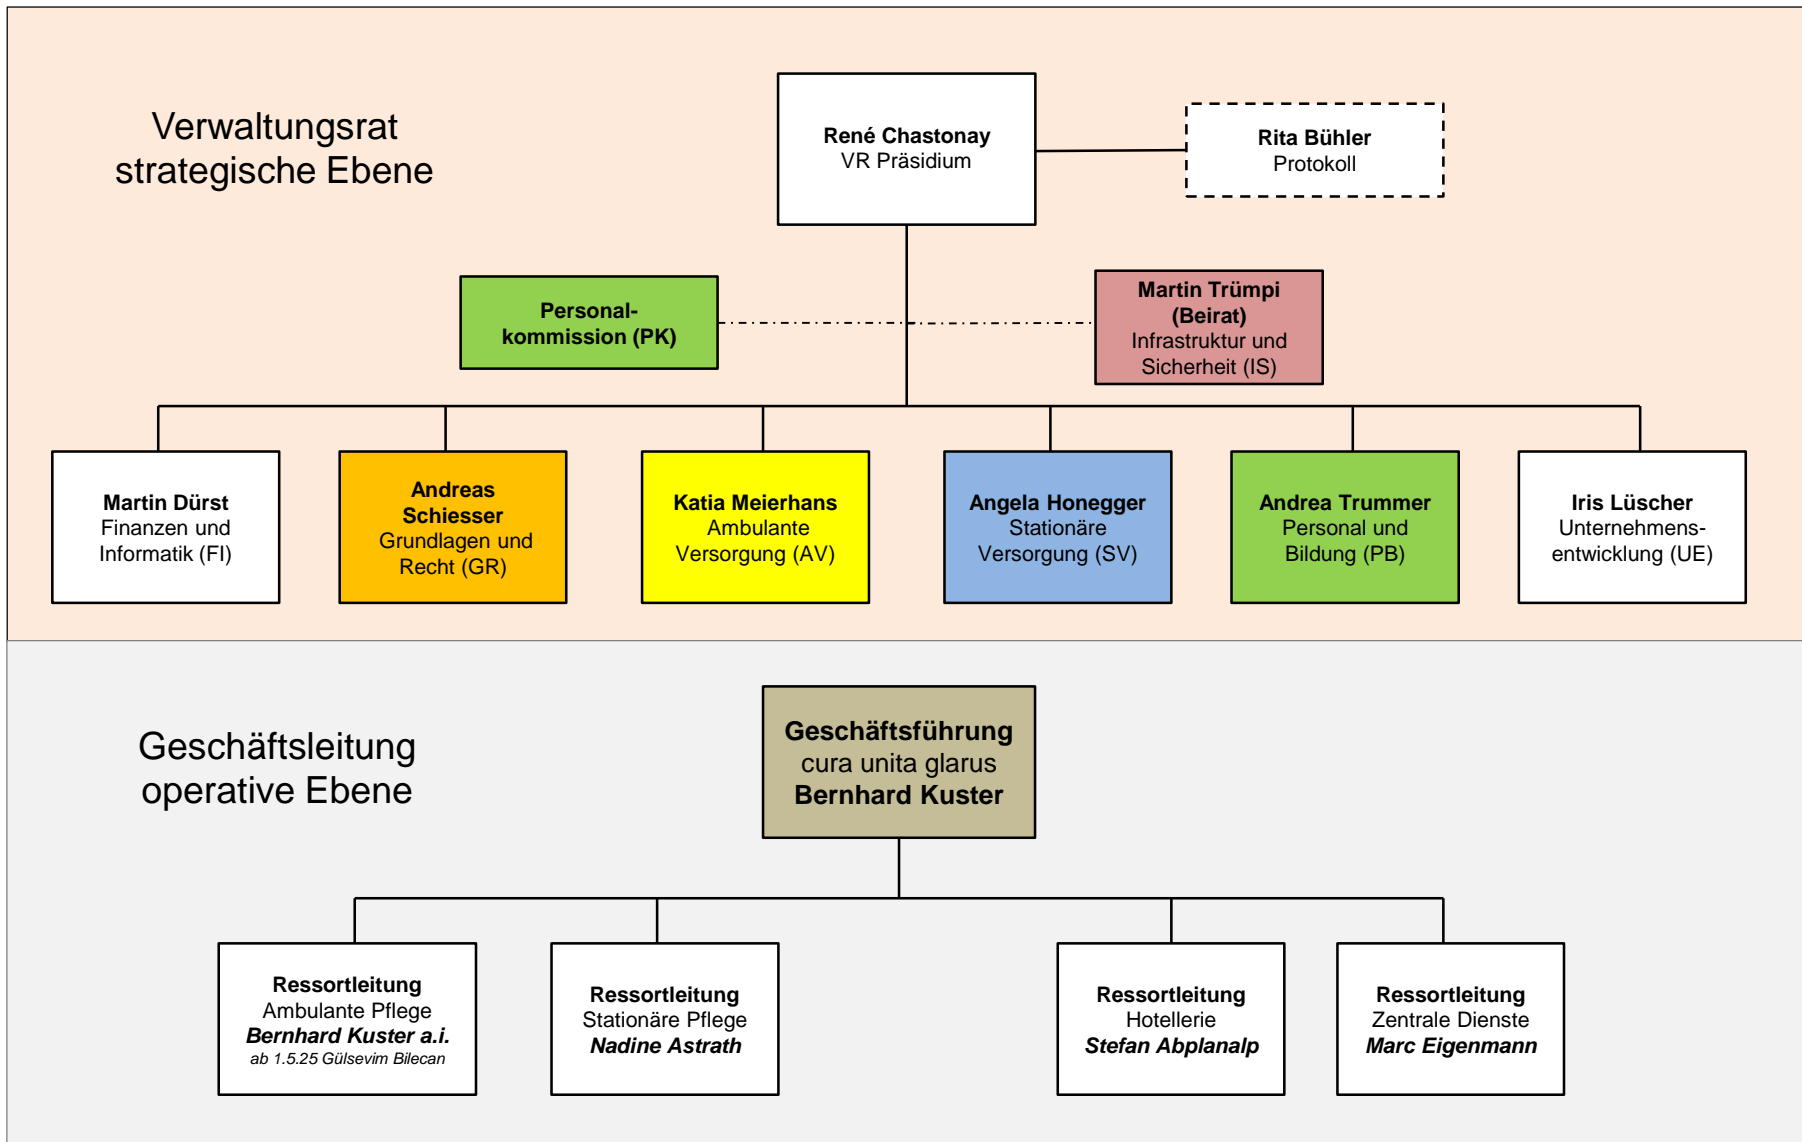 Verwaltungsrat
strategische Ebene
René Chastonay
VR Präsidium
Rita Bühler
Protokoll
Personal-
kommission (PK)
Martin Trümpi
(Beirat)
Infrastruktur und
Sicherheit (IS)
Martin Dürst
Finanzen und
Informatik (FI)
Andreas
Schiesser
Grundlagen und
Recht (GR)
Katia Meierhans
Ambulante
Versorgung (AV)
Angela Honegger
Stationäre
Versorgung (SV)
Andrea Trummer
Personal und
Bildung (PB)
Iris Lüscher
Unternehmens-
entwicklung (UE)
Geschäftsleitung
operative Ebene
Geschäftsführung
cura unita glarus
Bernhard Kuster
Ressortleitung
Ambulante Pflege
Bernhard Kuster a.i.
ab 1.5.25 Gülsevim Bilecan
Ressortleitung
Stationäre Pflege
Nadine Astrath
Ressortleitung
Hotellerie
Stefan Abplanalp
Ressortleitung
Zentrale Dienste
Marc Eigenmann